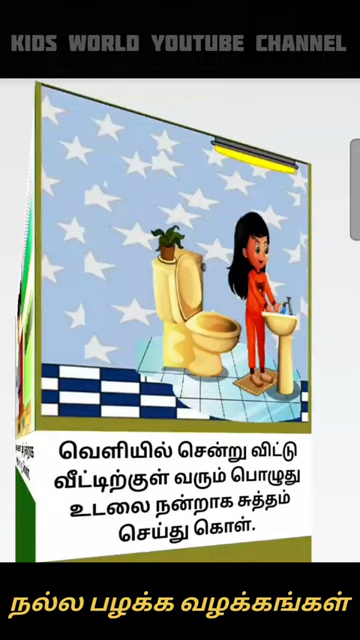 KIDS WORLD YOUTUBE CHANNEL
வெளியில் சென்று விட்டு
வீட்டிற்குள் வரும் பொழுது
உடலை நன்றாக சுத்தம்
செய்து கொள்.
நல்ல பழக்க வழக்கங்கள்